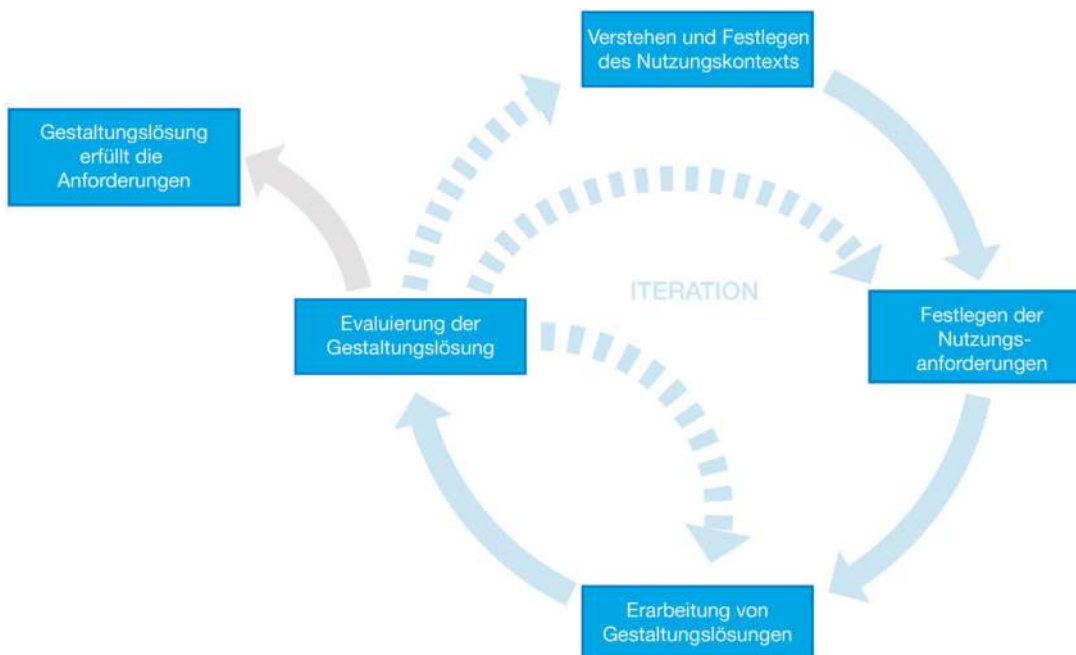 Verstehen und Festlegen
des Nutzungskontexts
Gestaltungslösung
erfüllt die
Anforderungen
ITERATION
Evaluierung der
Gestaltungslösung
Festlegen der
Nutzungs-
anforderungen
Erarbeitung von
Gestaltungslösungen